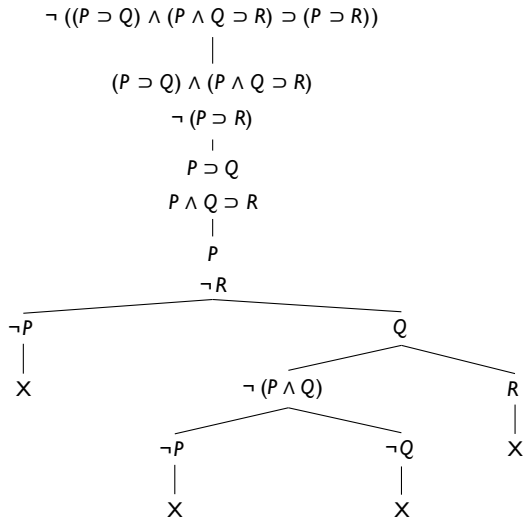 ¬ ((P ⊃ Q) ∧ (P ∧ Q ⊃ R) ⊃ (P ⊃ R))
(P ⊃ Q) ∧ (P ∧ Q ⊃ R)
¬ (P ⊃ R)
P ⊃ Q
P ∧ Q ⊃ R
P
¬ R
¬P Q
X ¬ (P ∧ Q) R
¬P ¬Q X
X X